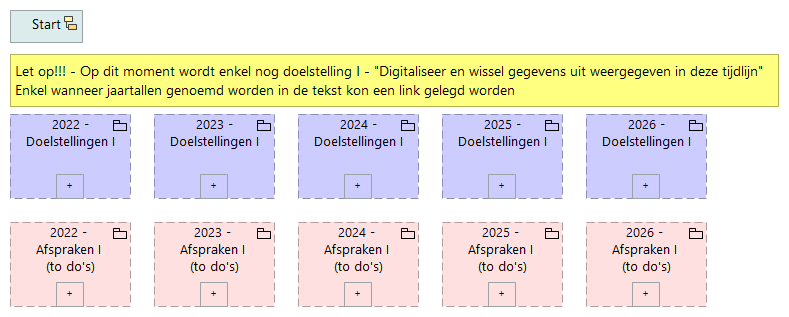 Start
Let op!!! - Op dit moment wordt enkel nog doelstelling I - "Digitaliseer en wissel gegevens uit weergegeven in deze tijdlijn"
Enkel wanneer jaartallen genoemd worden in de tekst kon een link gelegd worden
2022 -
Doelstellingen I
+
2023 -
Doelstellingen I
+
2024 -
Doelstellingen I
+
2025 -
Doelstellingen I
+
2026 -
Doelstellingen I
+
2022 -
Afspraken I
(to do's)
+
2023 -
Afspraken I
(to do's)
+
2024 -
Afspraken I
(to do's)
+
2025 -
Afspraken I
(to do's)
+
2026 -
Afspraken I
(to do's)
+